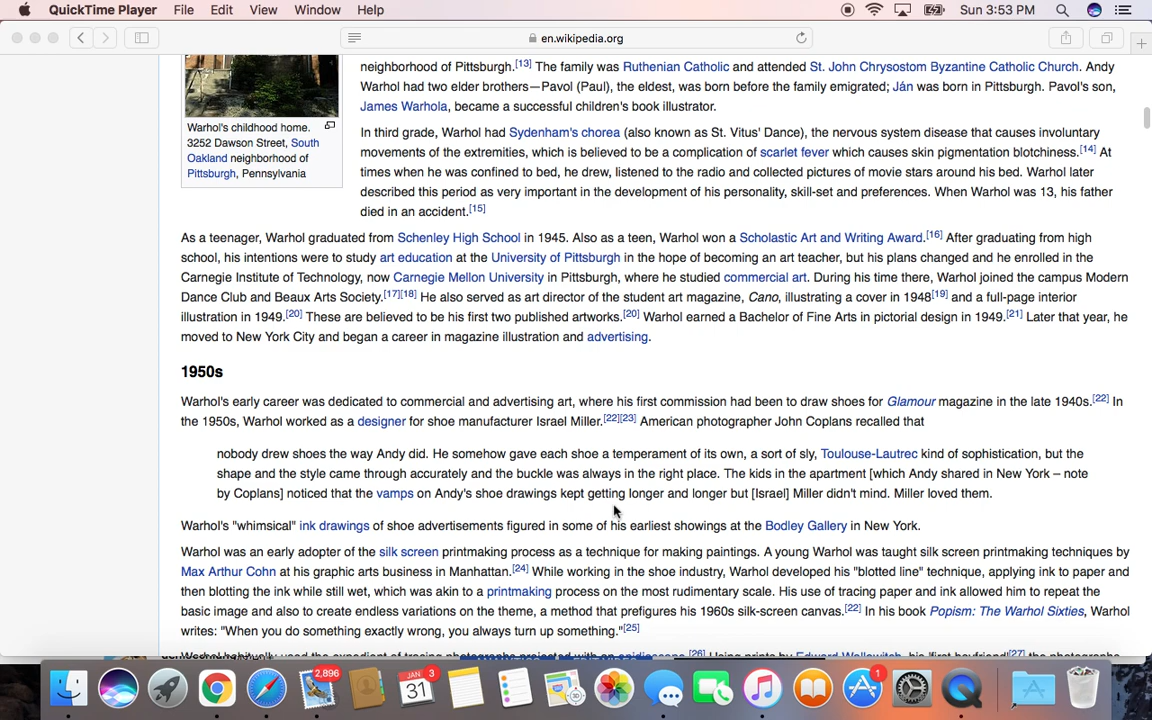 QuickTime Player File Edit View Window Help Sun 3:53 PM
en.wikipedia.org
neighborhood of Pittsburgh.[13] The family was Ruthenian Catholic and attended St. John Chrysostom Byzantine Catholic Church. Andy
Warhol had two elder brothers—Pavol (Paul), the eldest, was born before the family emigrated; Ján was born in Pittsburgh. Pavol's son,
James Warhola, became a successful children's book illustrator.
Warhol's childhood home.
3252 Dawson Street, South
Oakland neighborhood of
Pittsburgh, Pennsylvania
In third grade, Warhol had Sydenham's chorea (also known as St. Vitus' Dance), the nervous system disease that causes involuntary
movements of the extremities, which is believed to be a complication of scarlet fever which causes skin pigmentation blotchiness.[14] At
times when he was confined to bed, he drew, listened to the radio and collected pictures of movie stars around his bed. Warhol later
described this period as very important in the development of his personality, skill-set and preferences. When Warhol was 13, his father
died in an accident.[15]
As a teenager, Warhol graduated from Schenley High School in 1945. Also as a teen, Warhol won a Scholastic Art and Writing Award.[16] After graduating from high
school, his intentions were to study art education at the University of Pittsburgh in the hope of becoming an art teacher, but his plans changed and he enrolled in the
Carnegie Institute of Technology, now Carnegie Mellon University in Pittsburgh, where he studied commercial art. During his time there, Warhol joined the campus Modern
Dance Club and Beaux Arts Society.[17][18] He also served as art director of the student art magazine, Cano, illustrating a cover in 1948[19] and a full-page interior
illustration in 1949.[20] These are believed to be his first two published artworks.[20] Warhol earned a Bachelor of Fine Arts in pictorial design in 1949.[21] Later that year, he
moved to New York City and began a career in magazine illustration and advertising.
1950s
Warhol's early career was dedicated to commercial and advertising art, where his first commission had been to draw shoes for Glamour magazine in the late 1940s.[22] In
the 1950s, Warhol worked as a designer for shoe manufacturer Israel Miller.[22][23] American photographer John Coplans recalled that
nobody drew shoes the way Andy did. He somehow gave each shoe a temperament of its own, a sort of sly, Toulouse-Lautrec kind of sophistication, but the
shape and the style came through accurately and the buckle was always in the right place. The kids in the apartment [which Andy shared in New York – note
by Coplans] noticed that the vamps on Andy's shoe drawings kept getting longer and longer but [Israel] Miller didn't mind. Miller loved them.
Warhol's "whimsical" ink drawings of shoe advertisements figured in some of his earliest showings at the Bodley Gallery in New York.
Warhol was an early adopter of the silk screen printmaking process as a technique for making paintings. A young Warhol was taught silk screen printmaking techniques by
Max Arthur Cohn at his graphic arts business in Manhattan.[24] While working in the shoe industry, Warhol developed his "blotted line" technique, applying ink to paper and
then blotting the ink while still wet, which was akin to a printmaking process on the most rudimentary scale. His use of tracing paper and ink allowed him to repeat the
basic image and also to create endless variations on the theme, a method that prefigures his 1960s silk-screen canvas.[22] In his book Popism: The Warhol Sixties, Warhol
writes: "When you do something exactly wrong, you always turn up something."[25]
Warhol habitually used the expedient of tracing photographs projected with an epidiascope.[26] Using prints by Edward Wallowitch, his 'first boyfriend'[27] the photographs
2,896
JAN
31
3
1